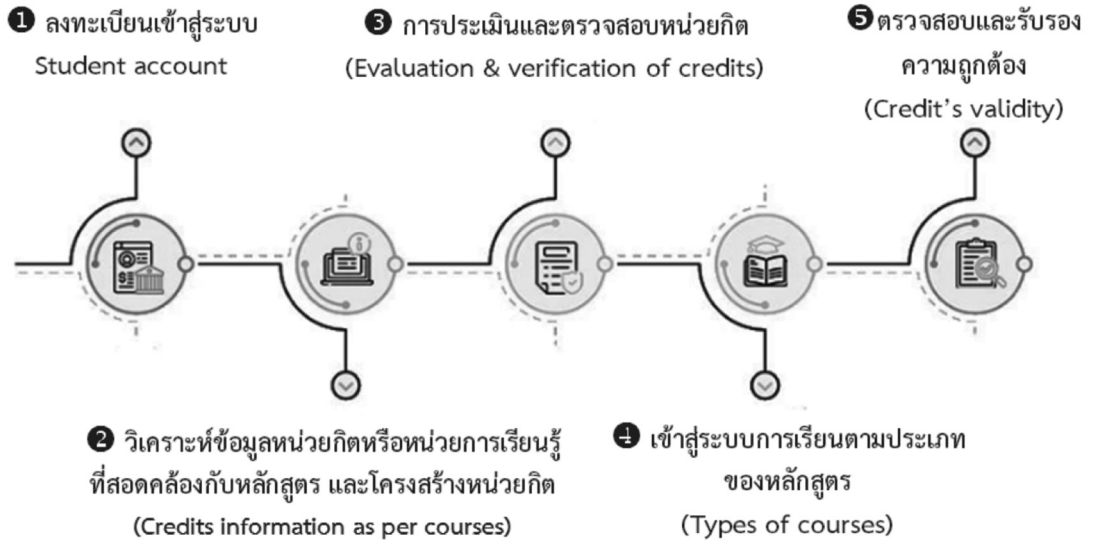 ❶ ลงทะเบียนเข้าสู่ระบบ
Student account
❷ วิเคราะห์ข้อมูลหน่วยกิตหรือหน่วยการเรียนรู้
ที่สอดคล้องกับหลักสูตร และโครงสร้างหน่วยกิต
(Credits information as per courses)
❸ การประเมินและตรวจสอบหน่วยกิต
(Evaluation & verification of credits)
❹ เข้าสู่ระบบการเรียนตามประเภท
ของหลักสูตร
(Types of courses)
❺ ตรวจสอบและรับรอง
ความถูกต้อง
(Credit's validity)